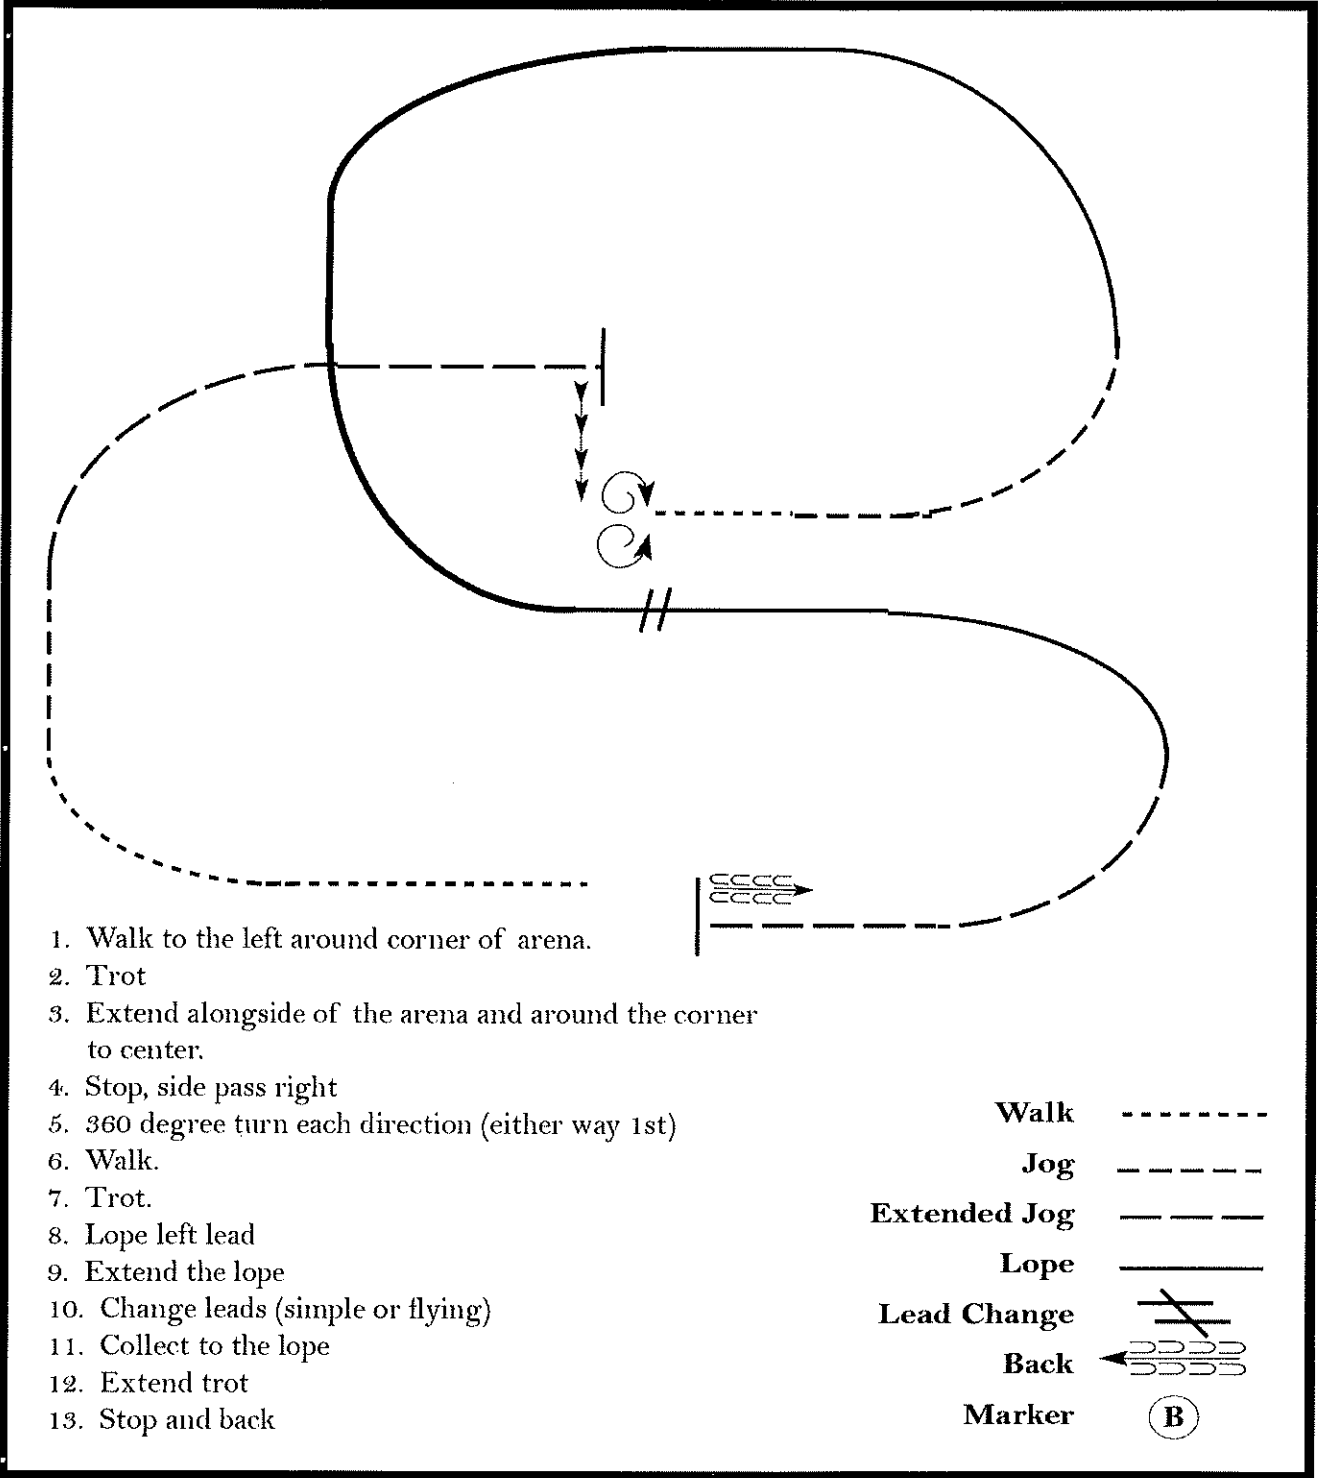 1. Walk to the left around corner of arena.
2. Trot
3. Extend alongside of the arena and around the corner
to center.
4. Stop, side pass right
5. 360 degree turn each direction (either way 1st)
6. Walk.
7. Trot.
8. Lope left lead
9. Extend the lope
10. Change leads (simple or flying)
11. Collect to the lope
12. Extend trot
13. Stop and back
Walk
Jog
Extended Jog
Lope
Lead Change
Back
Marker B